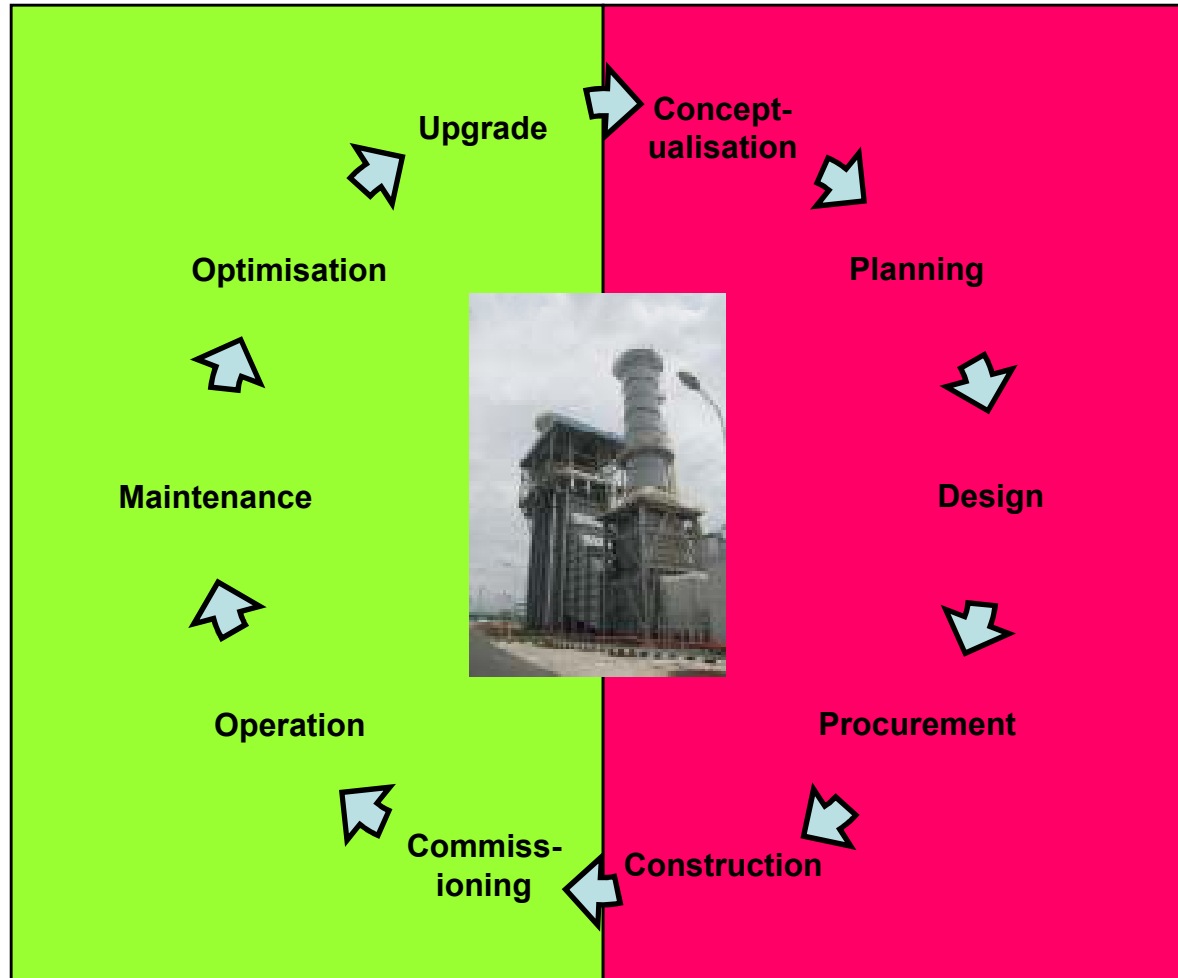 Upgrade
Concept-
ualisation
Optimisation
Planning
Maintenance
Design
Operation
Procurement
Commiss-
ioning
Construction